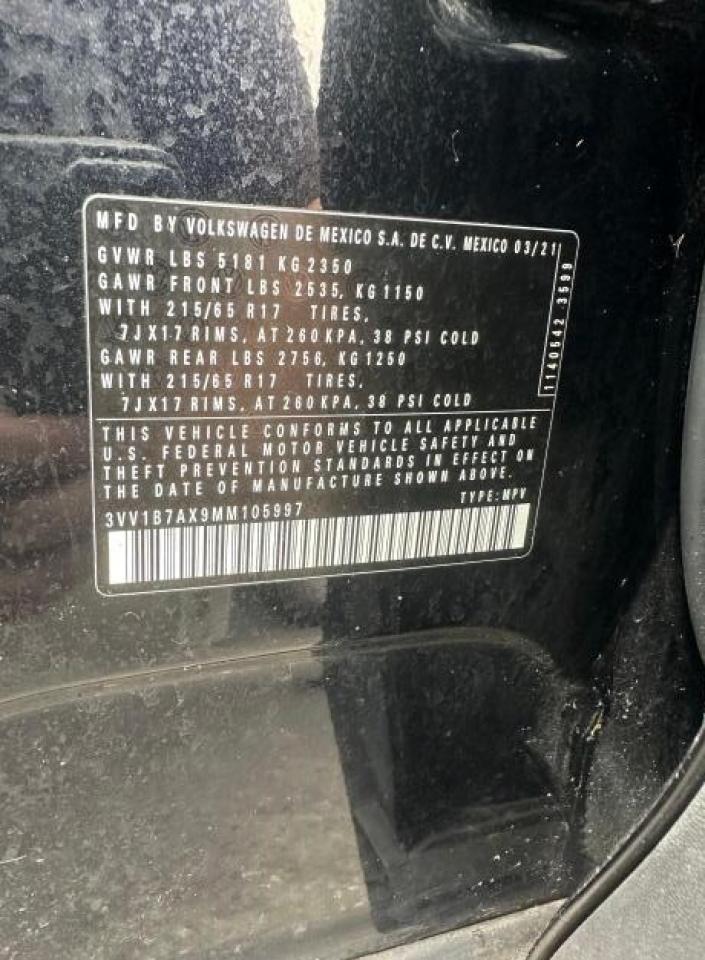 MFD BY VOLKSWAGEN DE MEXICO S.A. DE C.V. MEXICO 03/21
GVWR LBS 5181 KG 2350
GAWR FRONT LBS 2535, KG 1150
WITH 215/65 R17 TIRES,
7JX17 RIMS, AT 260 KPA, 38 PSI COLD
GAWR REAR LBS 2756, KG 1250
WITH 215/65 R17 TIRES,
7JX17 RIMS, AT 260 KPA, 38 PSI COLD
1140542 3599
THIS VEHICLE CONFORMS TO ALL APPLICABLE
U.S. FEDERAL MOTOR VEHICLE SAFETY AND
THEFT PREVENTION STANDARDS IN EFFECT ON
THE DATE OF MANUFACTURE SHOWN ABOVE.
3VV1B7AX9MM105997 TYPE: MPV